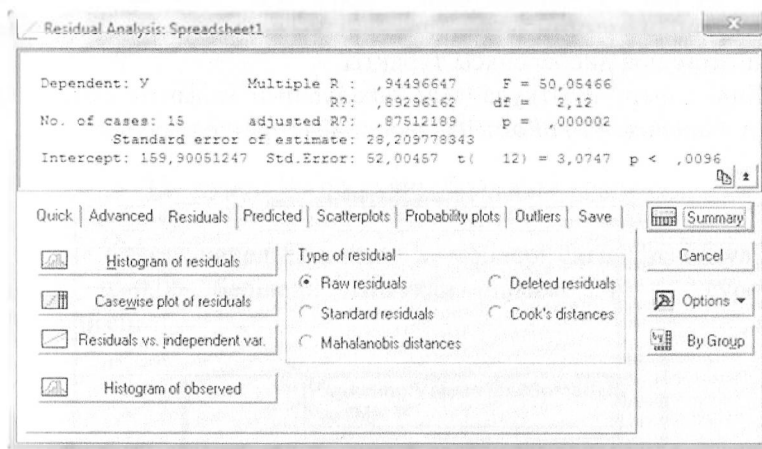 Residual Analysis: Spreadsheet1
Dependent: У Multiple R : ,94496647 F = 50,05466
R?: ,89296162 df = 2,12
No. of cases: 15 adjusted R?: ,87512189 p = ,000002
Standard error of estimate: 28,209778343
Intercept: 159,90051247 Std.Error: 52,00457 t( 12) = 3,0747 p < ,0096
Quick Advanced Residuals Predicted Scatterplots Probability plots Outliers Save
Summary
Cancel
Options
By Group
Histogram of residuals
Casewise plot of residuals
Residuals vs. independent var.
Histogram of observed
Type of residual
Raw residuals
Standard residuals
Mahalanobis distances
Deleted residuals
Cook's distances